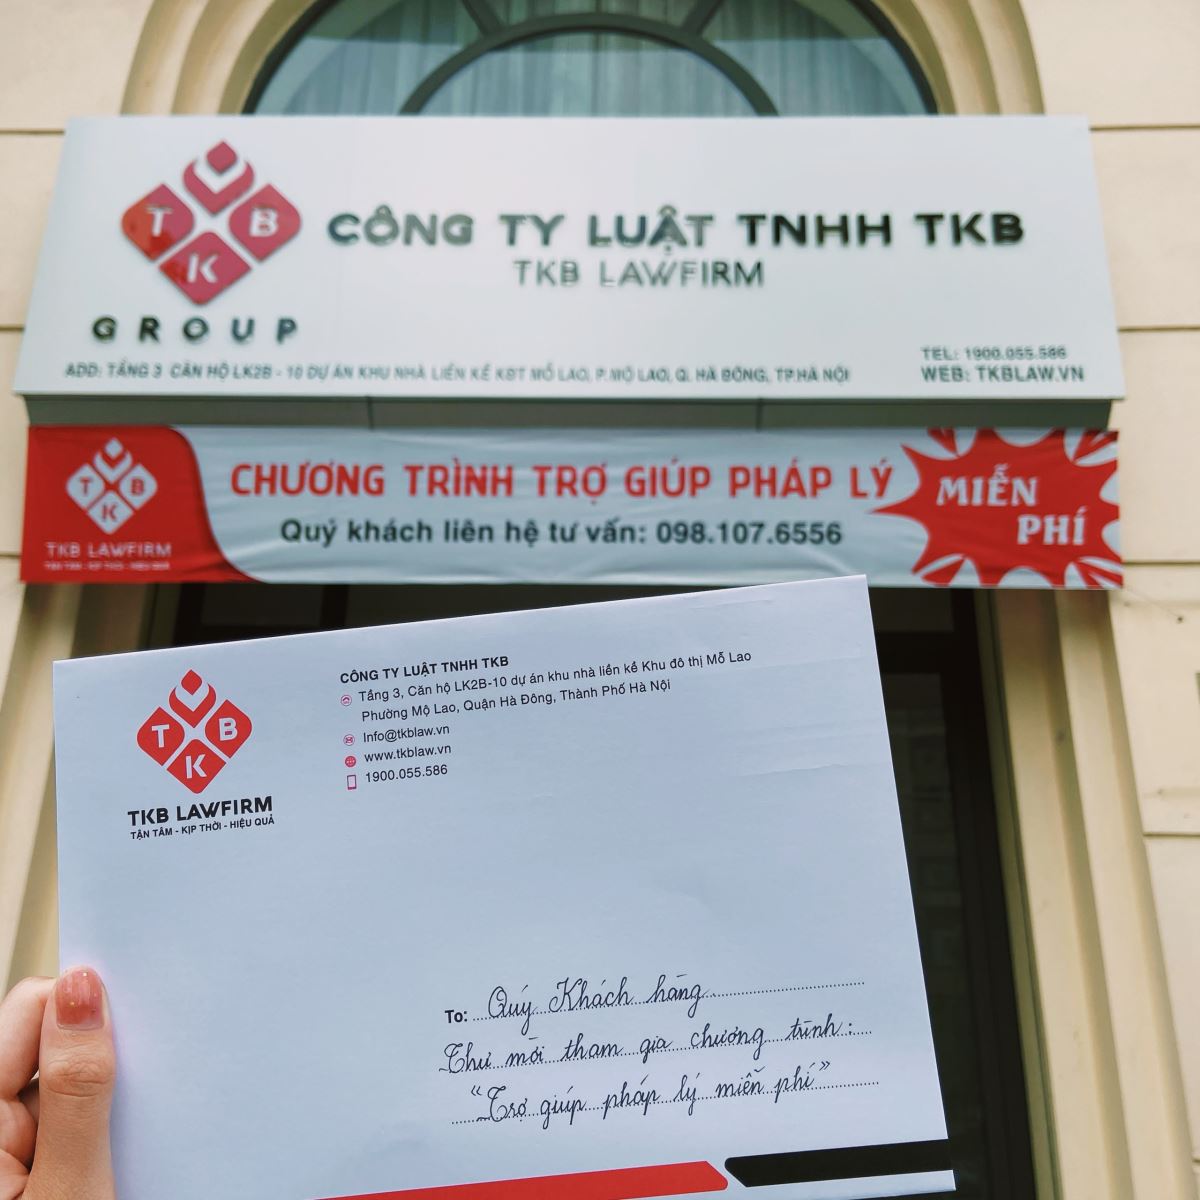 T B
K
GROUP
CÔNG TY LUẬT TNHH TKB
TKB LAWFIRM
ADD: TẦNG 3 CĂN HỘ LK2B - 10 DỰ ÁN KHU NHÀ LIỀN KỀ KĐT MỖ LAO, P.MỘ LAO, Q. HÀ ĐÔNG, TP.HÀ NỘI
TEL: 1900.055.586
WEB: TKBLAW.VN
T B
K
TKB LAWFIRM
TẬN TÂM - KỊP THỜI - HIỆU QUẢ
CHƯƠNG TRÌNH TRỢ GIÚP PHÁP LÝ
Quý khách liên hệ tư vấn: 098.107.6556
MIỄN
PHÍ
T B
K
TKB LAWFIRM
TẬN TÂM - KỊP THỜI - HIỆU QUẢ
CÔNG TY LUẬT TNHH TKB
Tầng 3, Căn hộ LK2B-10 dự án khu nhà liền kề Khu đô thị Mỗ Lao
Phường Mộ Lao, Quận Hà Đông, Thành Phố Hà Nội
Info@tkblaw.vn
www.tkblaw.vn
1900.055.586
To: Quý Khách hàng
Thư mời tham gia chương trình:
"Trợ giúp pháp lý miễn phí"